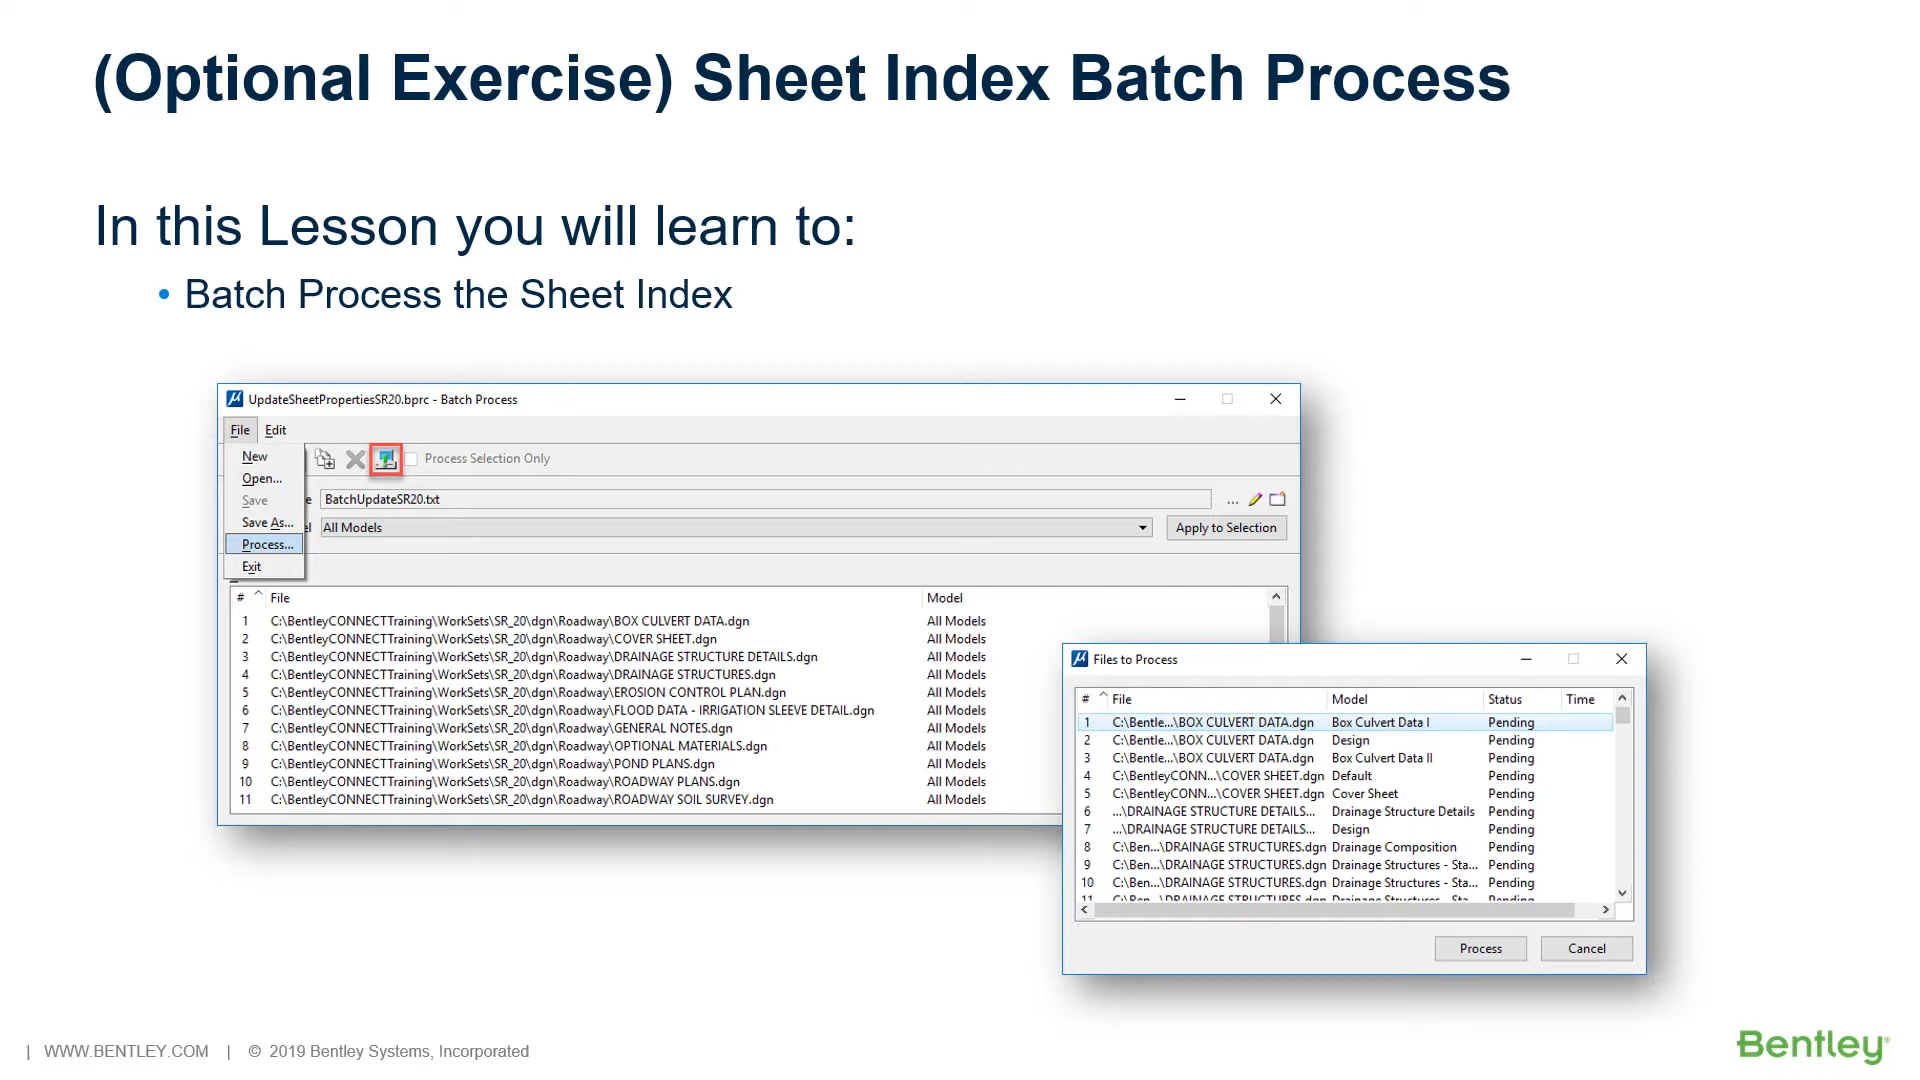 (Optional Exercise) Sheet Index Batch Process
In this Lesson you will learn to:
• Batch Process the Sheet Index
UpdateSheetPropertiesSR20.bprc - Batch Process
File Edit
New
Open...
Save
Save As...
Process...
Exit
Process Selection Only
BatchUpdateSR20.txt ...
All Models Apply to Selection
# File Model
1 C:\BentleyCONNECTTraining\WorkSets\SR_20\dgn\Roadway\BOX CULVERT DATA.dgn All Models
2 C:\BentleyCONNECTTraining\WorkSets\SR_20\dgn\Roadway\COVER SHEET.dgn All Models
3 C:\BentleyCONNECTTraining\WorkSets\SR_20\dgn\Roadway\DRAINAGE STRUCTURE DETAILS.dgn All Models
4 C:\BentleyCONNECTTraining\WorkSets\SR_20\dgn\Roadway\DRAINAGE STRUCTURES.dgn All Models
5 C:\BentleyCONNECTTraining\WorkSets\SR_20\dgn\Roadway\EROSION CONTROL PLAN.dgn All Models
6 C:\BentleyCONNECTTraining\WorkSets\SR_20\dgn\Roadway\FLOOD DATA - IRRIGATION SLEEVE DETAIL.dgn All Models
7 C:\BentleyCONNECTTraining\WorkSets\SR_20\dgn\Roadway\GENERAL NOTES.dgn All Models
8 C:\BentleyCONNECTTraining\WorkSets\SR_20\dgn\Roadway\OPTIONAL MATERIALS.dgn All Models
9 C:\BentleyCONNECTTraining\WorkSets\SR_20\dgn\Roadway\POND PLANS.dgn All Models
10 C:\BentleyCONNECTTraining\WorkSets\SR_20\dgn\Roadway\ROADWAY PLANS.dgn All Models
11 C:\BentleyCONNECTTraining\WorkSets\SR_20\dgn\Roadway\ROADWAY SOIL SURVEY.dgn All Models
Files to Process
# File Model Status Time
1 C:\Bentle...\BOX CULVERT DATA.dgn Box Culvert Data I Pending
2 C:\Bentle...\BOX CULVERT DATA.dgn Design Pending
3 C:\Bentle...\BOX CULVERT DATA.dgn Box Culvert Data II Pending
4 C:\BentleyCONN...\COVER SHEET.dgn Default Pending
5 C:\BentleyCONN...\COVER SHEET.dgn Cover Sheet Pending
6 ...\DRAINAGE STRUCTURE DETAILS... Drainage Structure Details Pending
7 ...\DRAINAGE STRUCTURE DETAILS... Design Pending
8 C:\Ben...\DRAINAGE STRUCTURES.dgn Drainage Composition Pending
9 C:\Ben...\DRAINAGE STRUCTURES.dgn Drainage Structures - Sta... Pending
10 C:\Ben...\DRAINAGE STRUCTURES.dgn Drainage Structures - Sta... Pending
11 C:\Ben...\DRAINAGE STRUCTURES.dgn Drainage Structures - Sta... Pending
Process Cancel
| WWW.BENTLEY.COM | © 2019 Bentley Systems, Incorporated
Bentley®